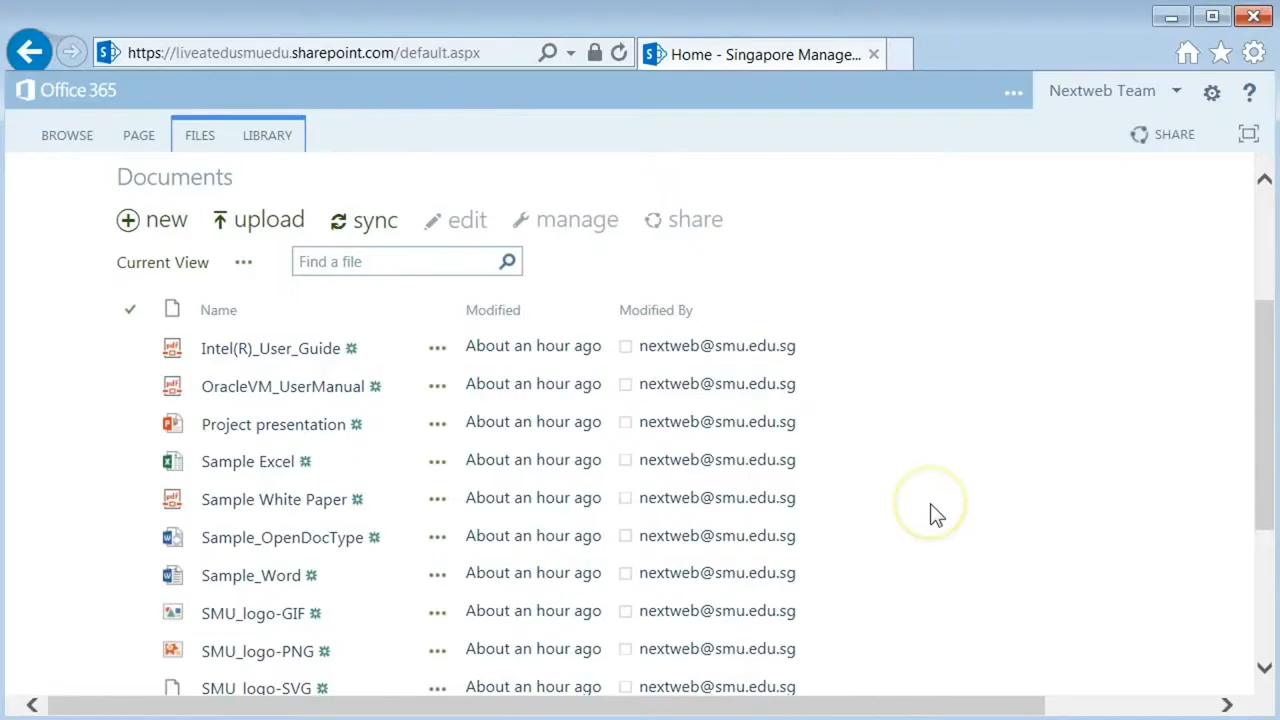 https://liveatedusmuedu.sharepoint.com/default.aspx
Home - Singapore Manage...
Office 365
Nextweb Team
?
BROWSE PAGE FILES LIBRARY SHARE
Documents
new upload sync edit manage share
Current View ... Find a file
Name Modified Modified By
Intel(R)_User_Guide ... About an hour ago nextweb@smu.edu.sg
OracleVM_UserManual ... About an hour ago nextweb@smu.edu.sg
Project presentation ... About an hour ago nextweb@smu.edu.sg
Sample Excel ... About an hour ago nextweb@smu.edu.sg
Sample White Paper ... About an hour ago nextweb@smu.edu.sg
Sample_OpenDocType ... About an hour ago nextweb@smu.edu.sg
Sample_Word ... About an hour ago nextweb@smu.edu.sg
SMU_logo-GIF ... About an hour ago nextweb@smu.edu.sg
SMU_logo-PNG ... About an hour ago nextweb@smu.edu.sg
SMU_logo-SVG ... About an hour ago nextweb@smu.edu.sg